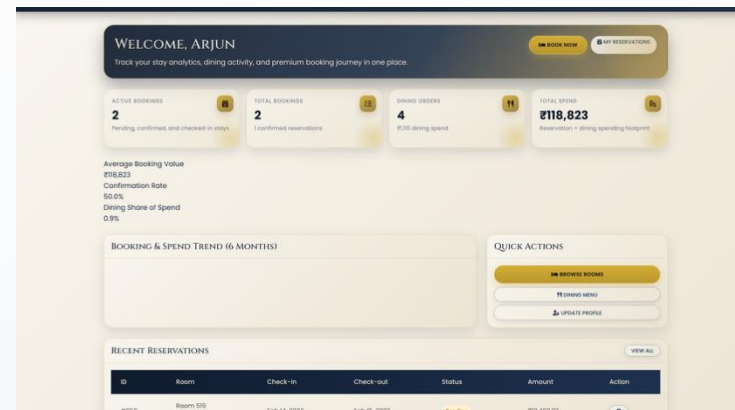 WELCOME, ARJUN
Track your stay analytics, dining activity, and premium booking journey in one place.
BOOK NOW
MY RESERVATIONS
ACTIVE BOOKINGS
2
Pending, confirmed, and checked-in stays
TOTAL BOOKINGS
2
1 confirmed reservations
DINING ORDERS
4
dining spend
TOTAL SPEND
₹118,823
Reservation + dining spending footprint
Average Booking Value
₹118,823
Confirmation Rate
50.0%
Dining Share of Spend
0.9%
BOOKING & SPEND TREND (6 MONTHS)
QUICK ACTIONS
BROWSE ROOMS
DINING MENU
UPDATE PROFILE
RECENT RESERVATIONS
VIEW ALL
ID Room Check-in Check-out Status Amount Action
Room 519